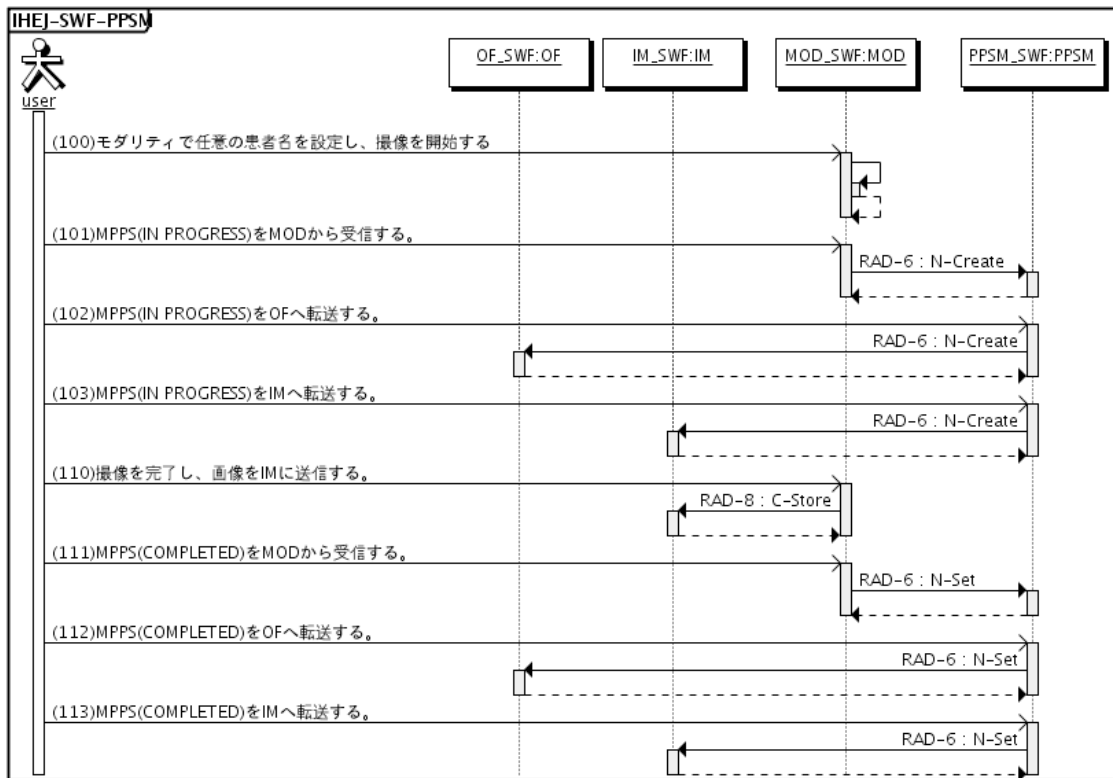 IHEJ-SWF-PPSM
user
OF_SWF:OF
IM_SWF:IM
MOD_SWF:MOD
PPSM_SWF:PPSM
(100)モダリティで任意の患者名を設定し、撮像を開始する
(101)MPPS(IN PROGRESS)をMODから受信する。
RAD-6 : N-Create
(102)MPPS(IN PROGRESS)をOFへ転送する。
RAD-6 : N-Create
(103)MPPS(IN PROGRESS)をIMへ転送する。
RAD-6 : N-Create
(110)撮像を完了し、画像をIMに送信する。
RAD-8 : C-Store
(111)MPPS(COMPLETED)をMODから受信する。
RAD-6 : N-Set
(112)MPPS(COMPLETED)をOFへ転送する。
RAD-6 : N-Set
(113)MPPS(COMPLETED)をIMへ転送する。
RAD-6 : N-Set